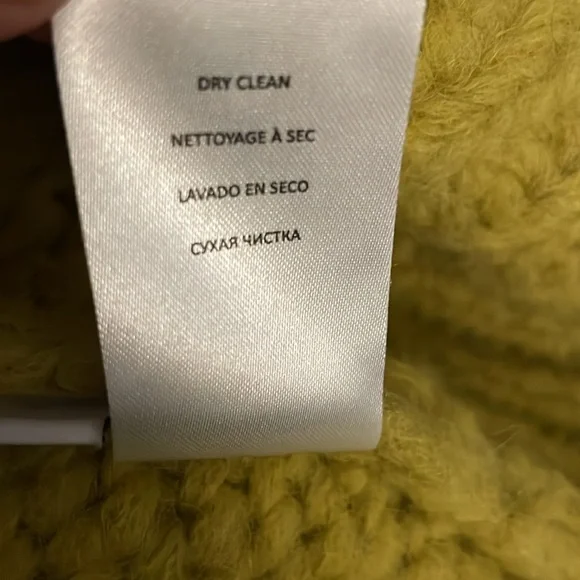 DRY CLEAN
NETTOYAGE À SEC
LAVADO EN SECO
СУХАЯ ЧИСТКА